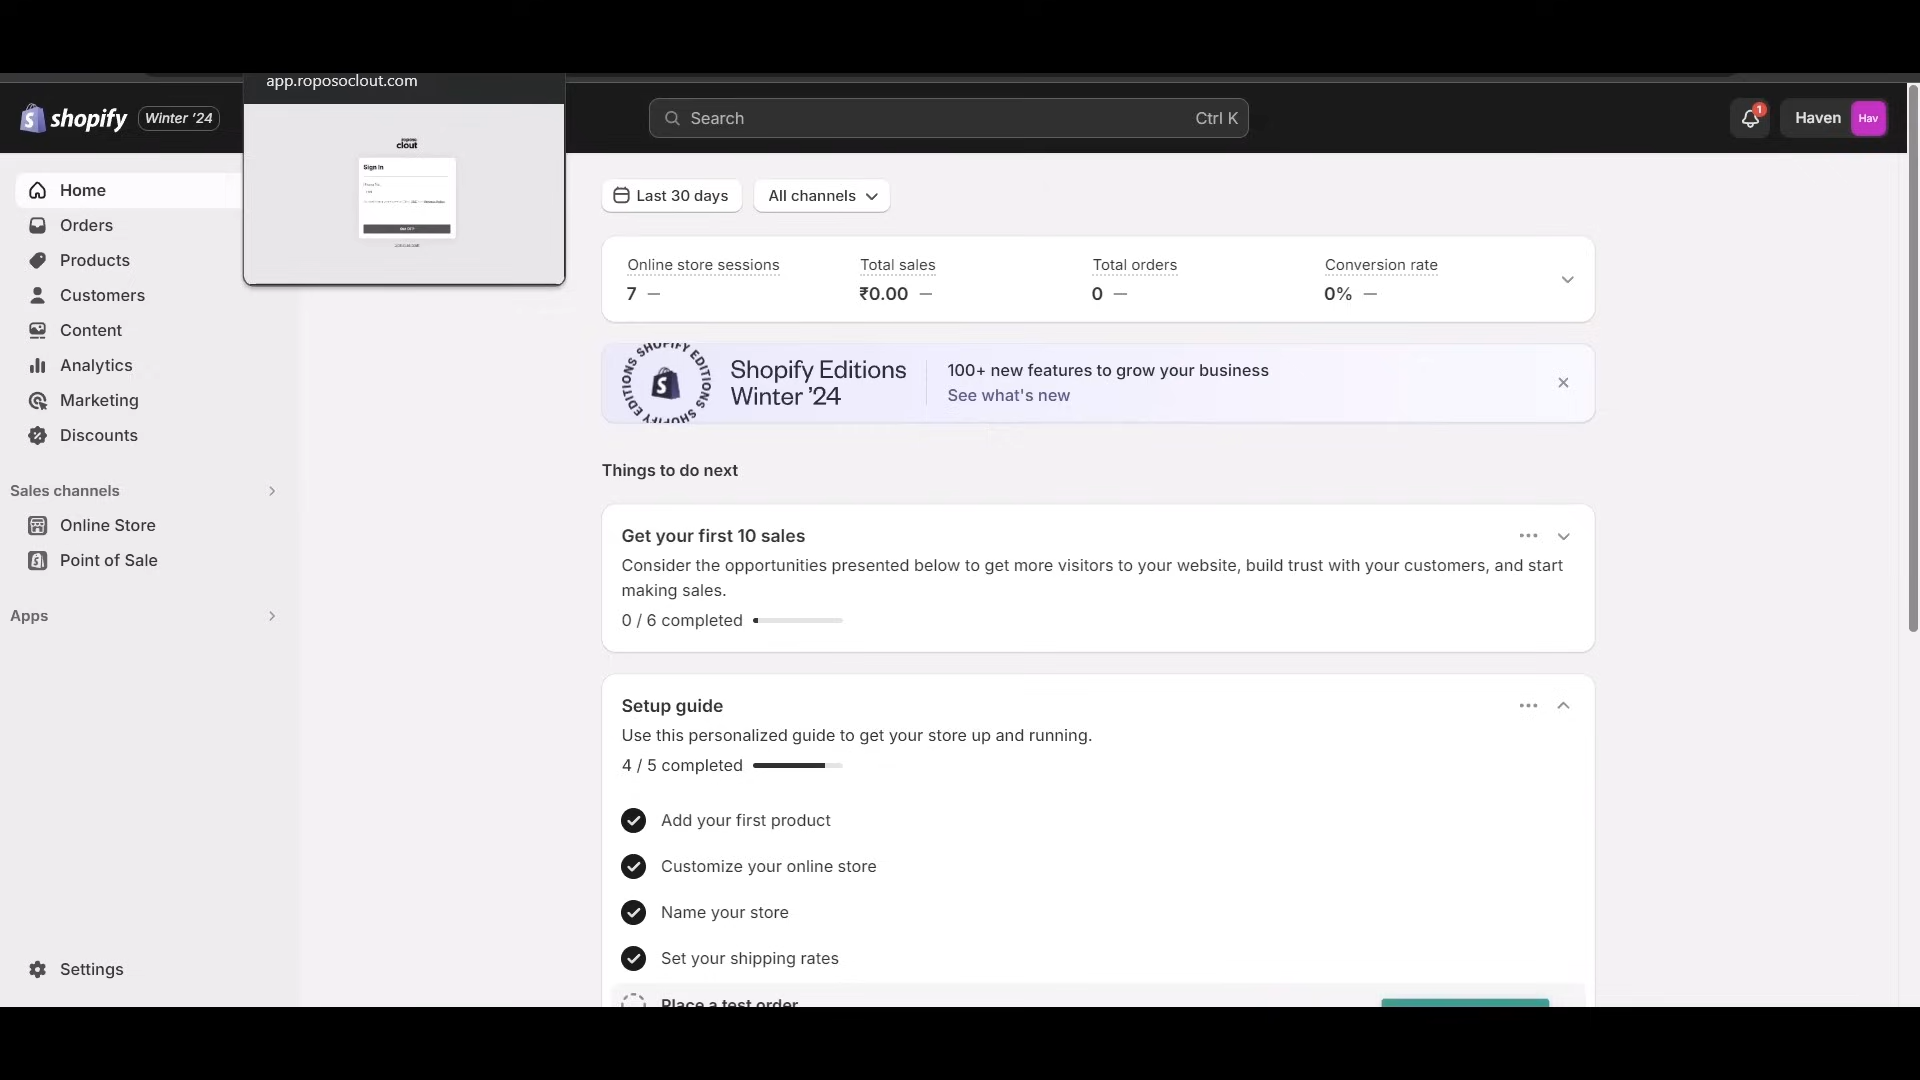 app.roposoclout.com
clout
Sign In
shopify
Winter '24
Search
Ctrl K
1
Haven
Hav
Home
Orders
Products
Customers
Content
Analytics
Marketing
Discounts
Sales channels
Online Store
Point of Sale
Apps
Settings
Last 30 days
All channels
Online store sessions
7 —
Total sales
₹0.00 —
Total orders
0 —
Conversion rate
0% —
SHOPIFY EDITIONS SHOPIFY EDITIONS
Shopify Editions
Winter ’24
100+ new features to grow your business
See what's new
Things to do next
Get your first 10 sales
Consider the opportunities presented below to get more visitors to your website, build trust with your customers, and start
making sales.
0 / 6 completed
Setup guide
Use this personalized guide to get your store up and running.
4 / 5 completed
Add your first product
Customize your online store
Name your store
Set your shipping rates
Place a test order